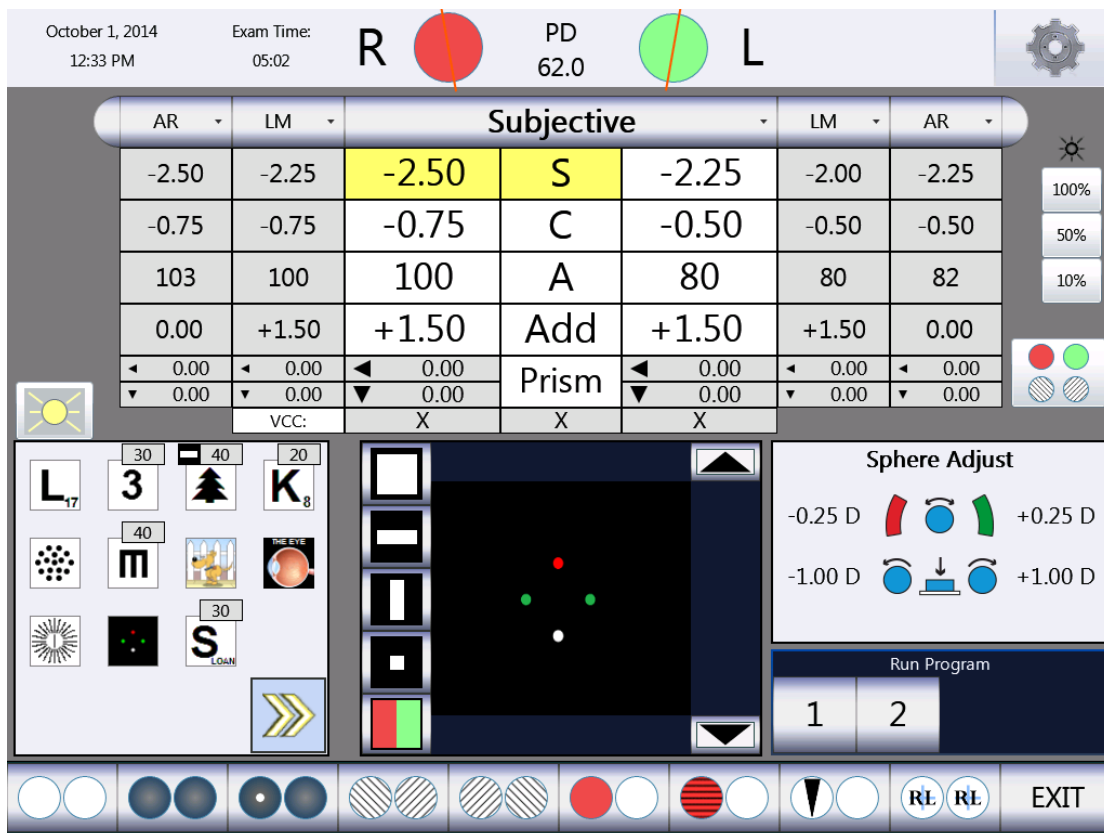 October 1, 2014 Exam Time: R PD L
12:33 PM 05:02 62.0
AR LM Subjective LM AR
-2.50 -2.25 -2.50 S -2.25 -2.00 -2.25
100%
-0.75 -0.75 -0.75 C -0.50 -0.50 -0.50
50%
103 100 100 A 80 80 82
10%
0.00 +1.50 +1.50 Add +1.50 +1.50 0.00
0.00 0.00 0.00 Prism 0.00 0.00 0.00
0.00 0.00 0.00 0.00 0.00 0.00
VCC: X X X
30 40 20
L17 3 K8
40
m THE EYE
30
S LOAN
Sphere Adjust
-0.25 D +0.25 D
-1.00 D +1.00 D
Run Program
1 2
RL RL EXIT